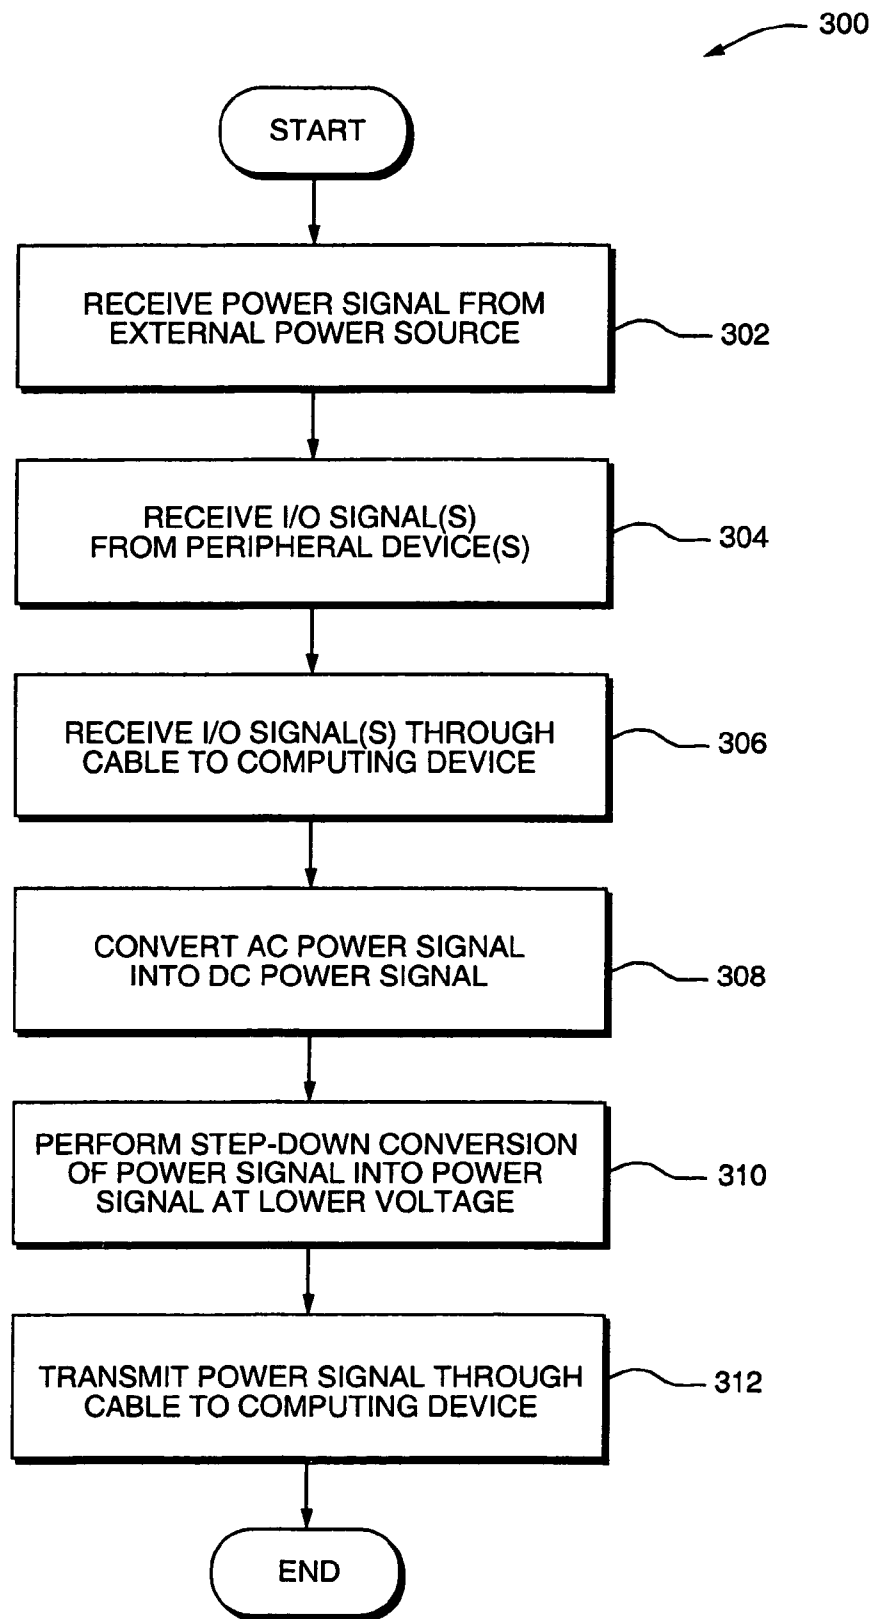 300
START
RECEIVE POWER SIGNAL FROM
EXTERNAL POWER SOURCE
302
RECEIVE I/O SIGNAL(S)
FROM PERIPHERAL DEVICE(S)
304
RECEIVE I/O SIGNAL(S) THROUGH
CABLE TO COMPUTING DEVICE
306
CONVERT AC POWER SIGNAL
INTO DC POWER SIGNAL
308
PERFORM STEP-DOWN CONVERSION
OF POWER SIGNAL INTO POWER
SIGNAL AT LOWER VOLTAGE
310
TRANSMIT POWER SIGNAL THROUGH
CABLE TO COMPUTING DEVICE
312
END